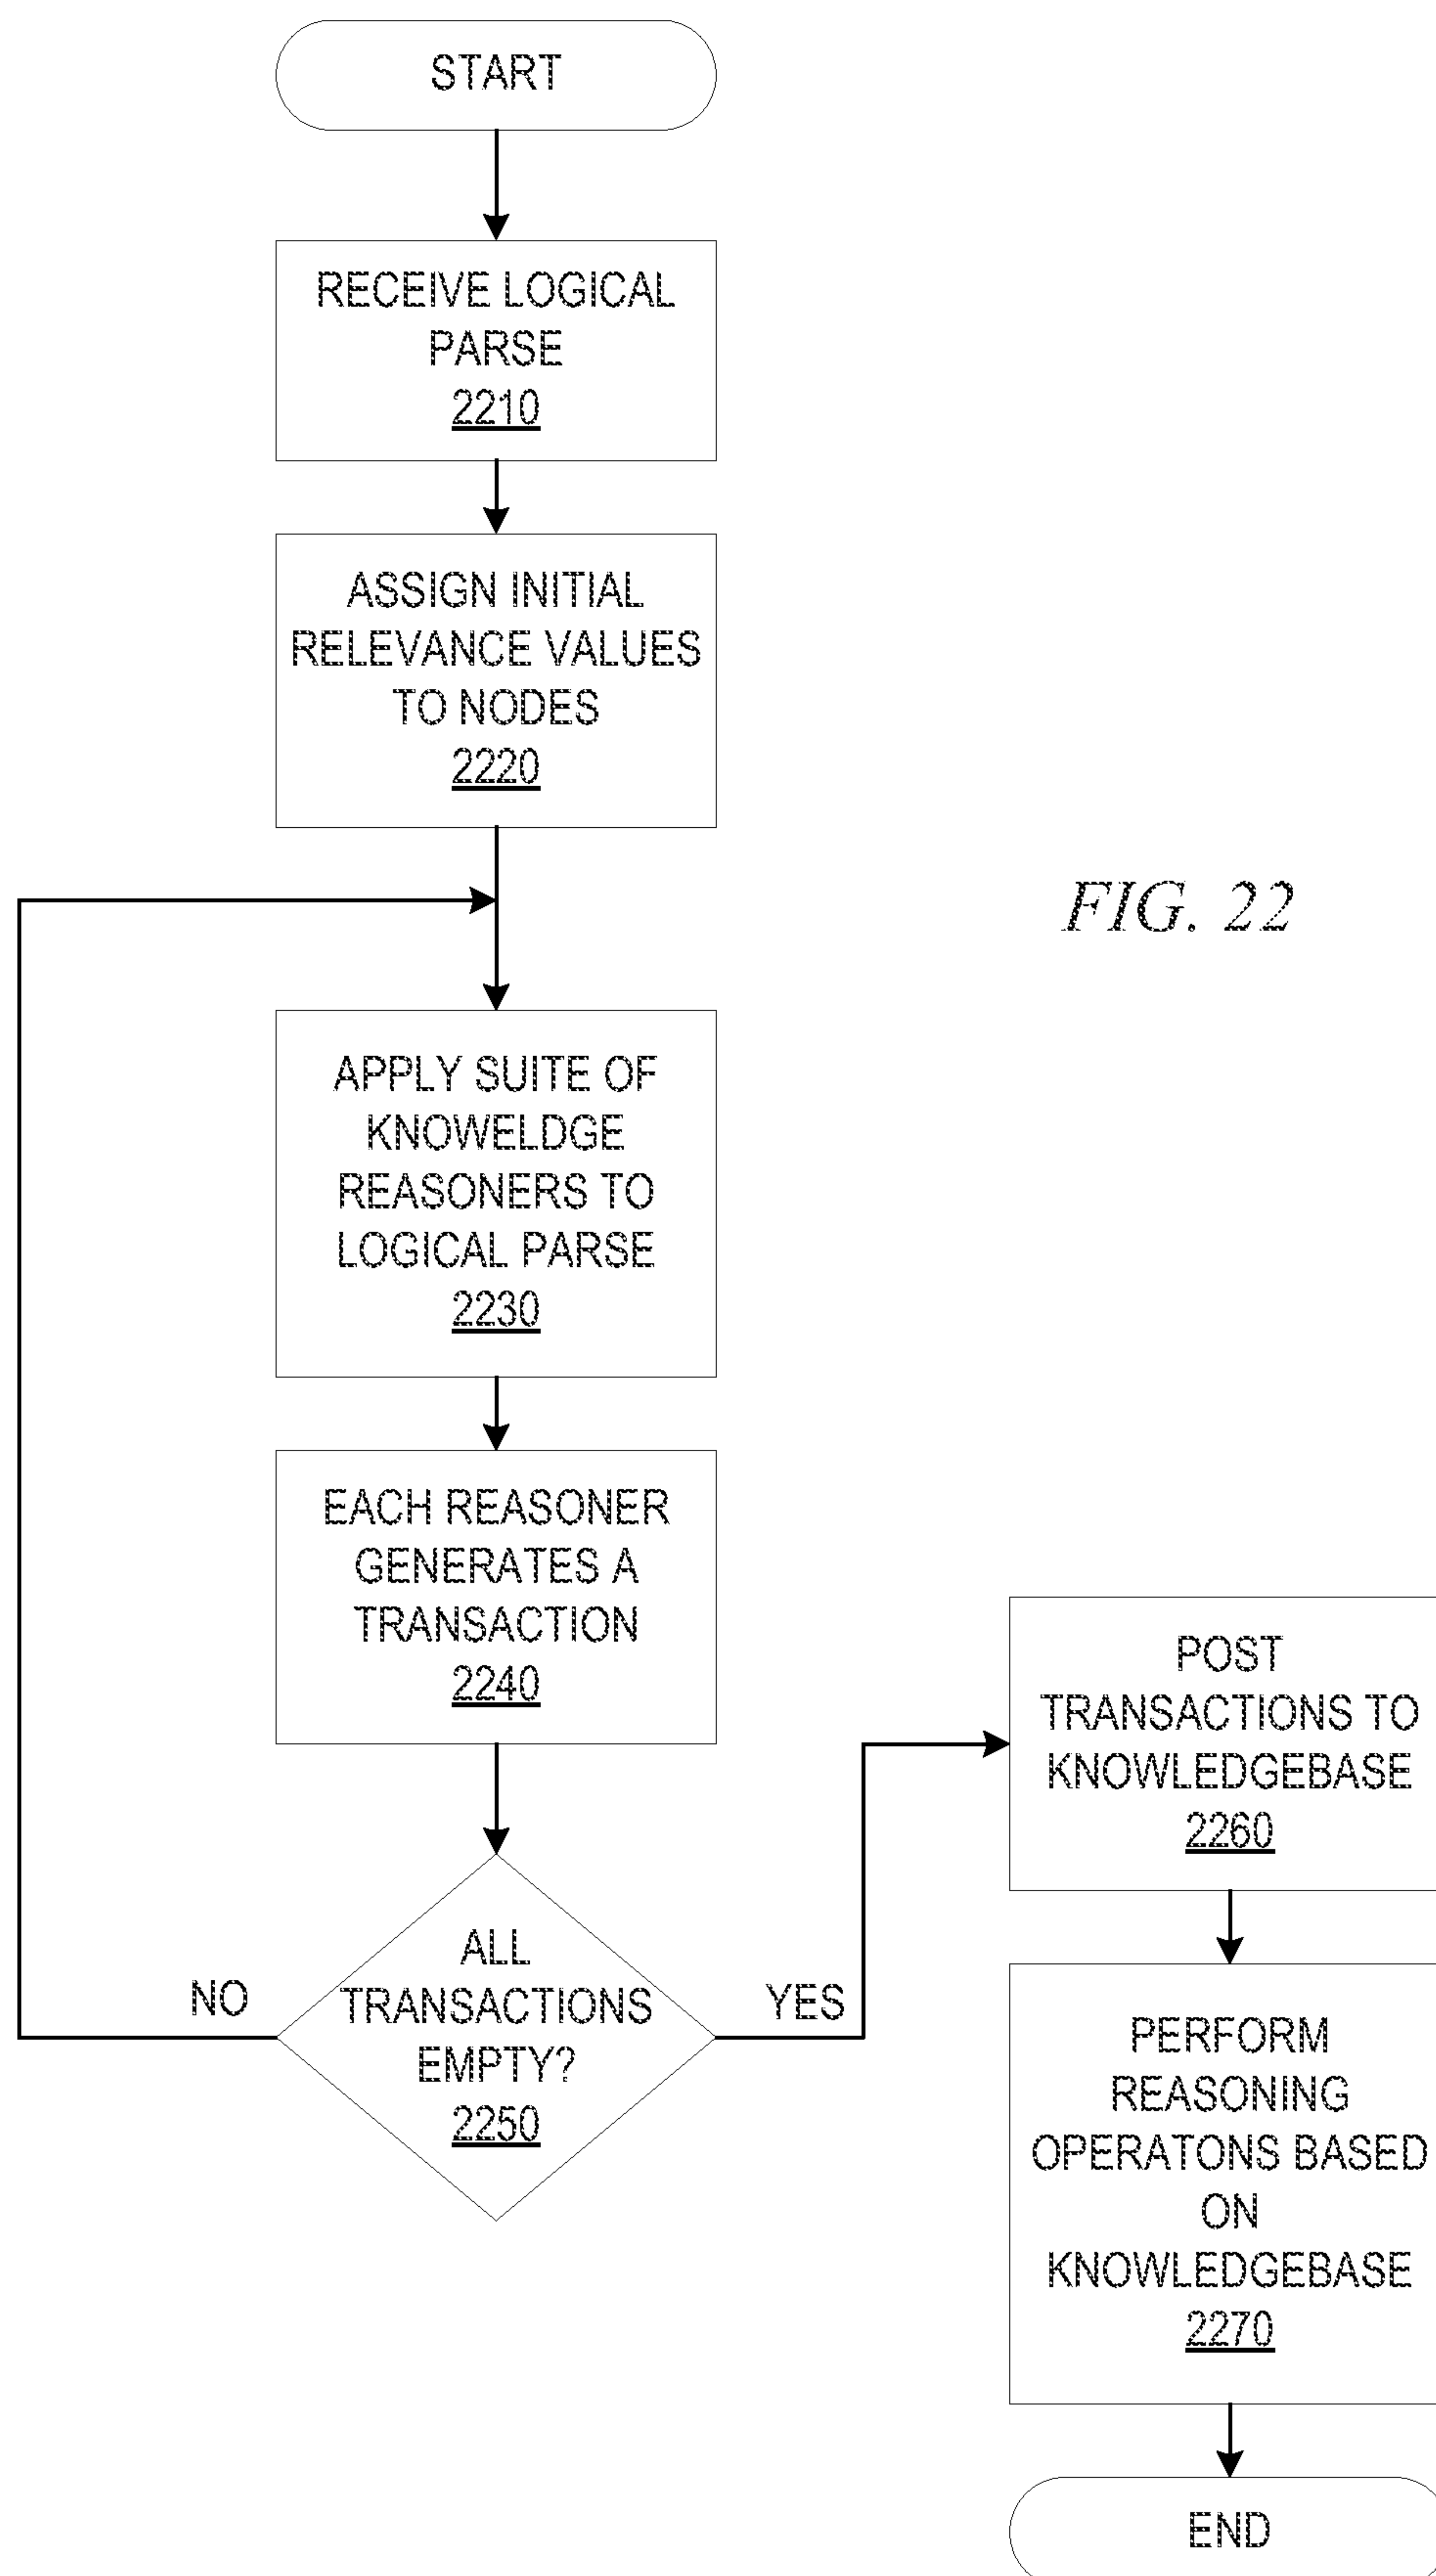 START
RECEIVE LOGICAL
PARSE
2210
ASSIGN INITIAL
RELEVANCE VALUES
TO NODES
2220
FIG. 22
APPLY SUITE OF
KNOWELDGE
REASONERS TO
LOGICAL PARSE
2230
EACH REASONER
GENERATES A
TRANSACTION
2240
ALL
TRANSACTIONS
EMPTY?
2250
NO
YES
POST
TRANSACTIONS TO
KNOWLEDGEBASE
2260
PERFORM
REASONING
OPERATONS BASED
ON
KNOWLEDGEBASE
2270
END